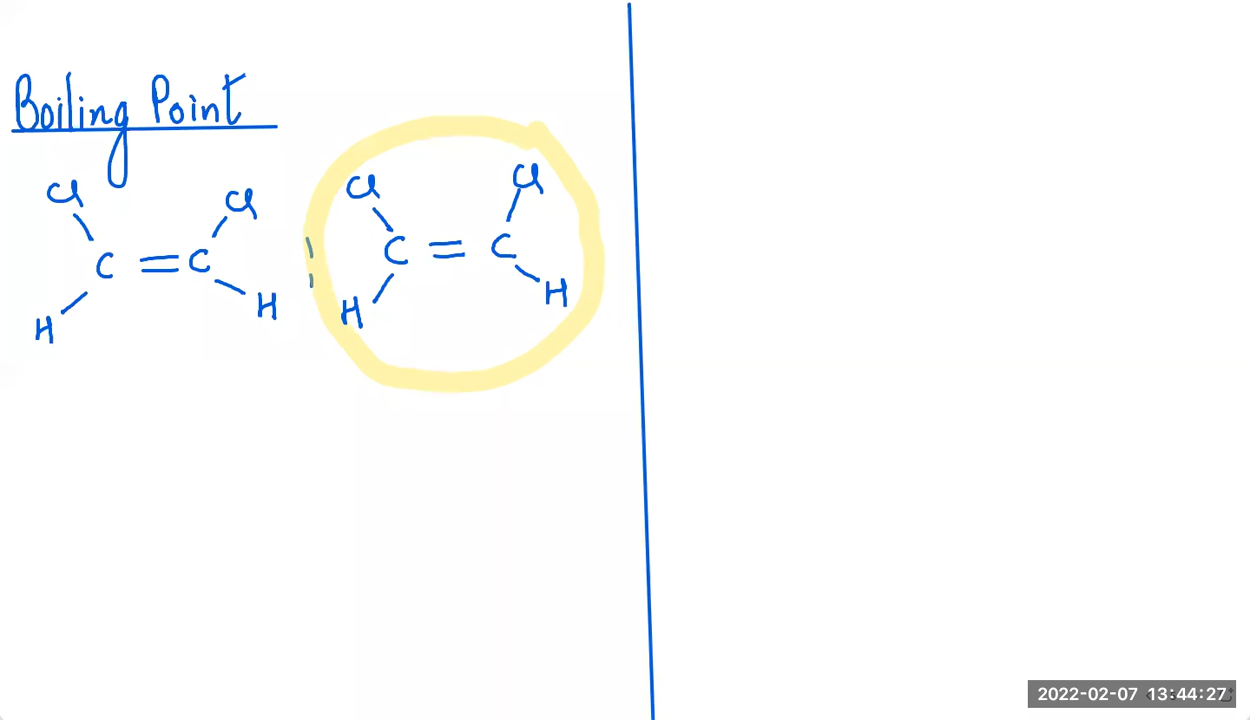 Boiling Point
Cl Cl Cl Cl
C = C C = C
H H H H
2022-02-07 13:44:27